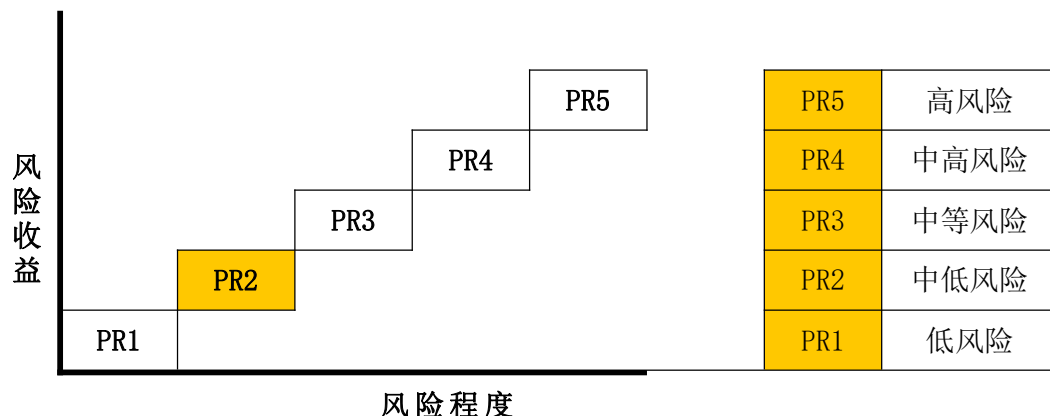 PR5
PR4
PR3
PR2
PR1
风险收益
风险程度
PR5 高风险
PR4 中高风险
PR3 中等风险
PR2 中低风险
PR1 低风险